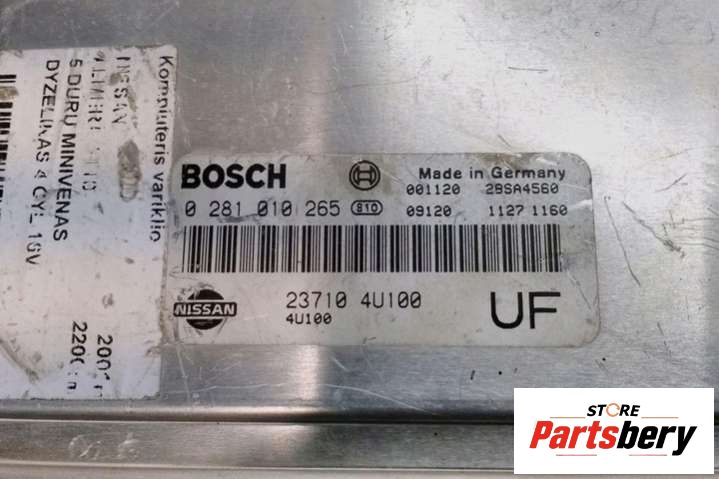 Kompiuteris variklio
NISSAN
5 DURŲ MINIVENAS
DYZELINAS 4 CYL 16V
BOSCH
Made in Germany
001120 29SA4560
0 281 010 265 810 09120 1127 1160
NISSAN
23710 4U100
4U100
UF
STORE
Partsbery